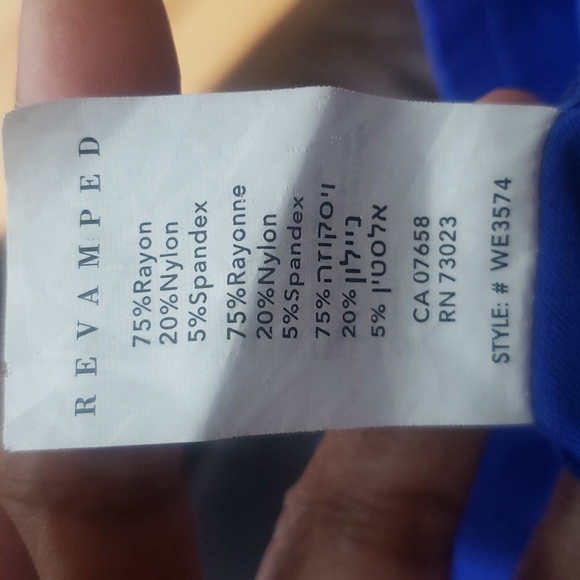 REVAMPED
75%Rayon
20%Nylon
5%Spandex
75%Rayonne
20%Nylon
5%Spandex
75% ויסקוזה
20% ניילון
5% אלסטין
CA 07658
RN 73023
STYLE: # WE3574